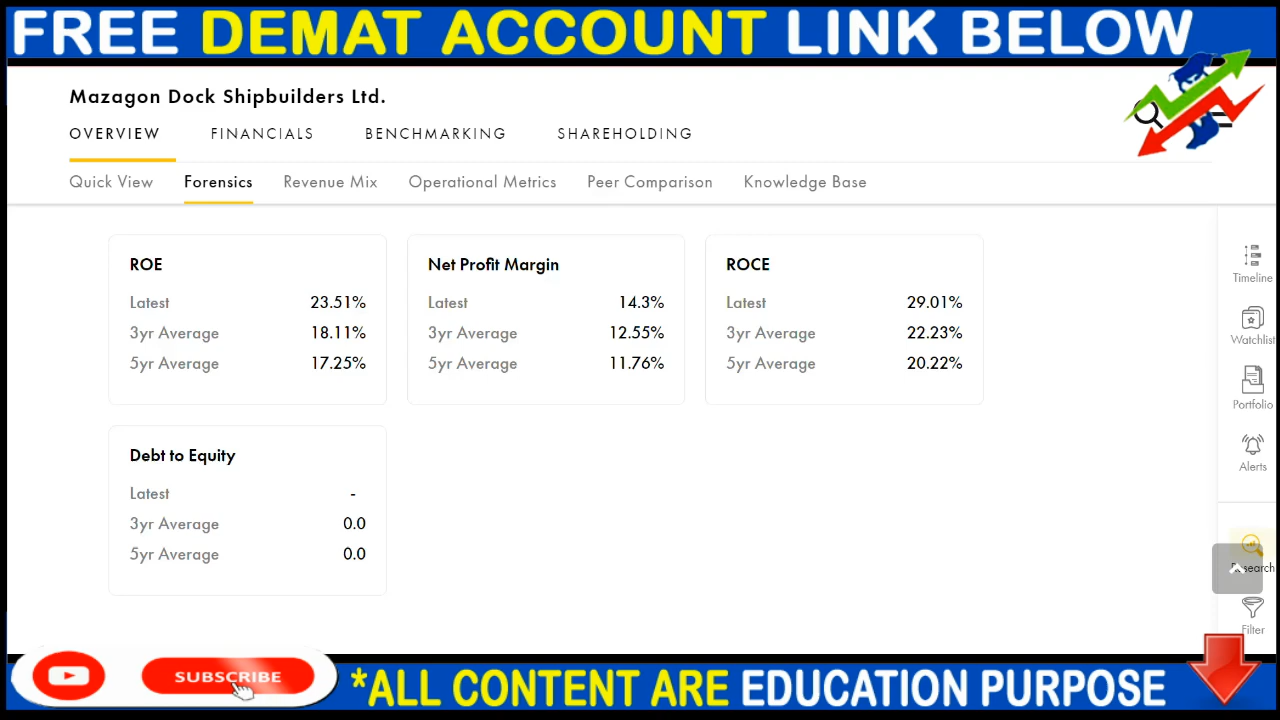 FREE DEMAT ACCOUNT LINK BELOW
Mazagon Dock Shipbuilders Ltd.
OVERVIEW FINANCIALS BENCHMARKING SHAREHOLDING
Quick View Forensics Revenue Mix Operational Metrics Peer Comparison Knowledge Base
ROE
Latest 23.51%
3yr Average 18.11%
5yr Average 17.25%
Net Profit Margin
Latest 14.3%
3yr Average 12.55%
5yr Average 11.76%
ROCE
Latest 29.01%
3yr Average 22.23%
5yr Average 20.22%
Debt to Equity
Latest -
3yr Average 0.0
5yr Average 0.0
Timeline
Watchlist
Portfolio
Alerts
Research
Filter
SUBSCRIBE
*ALL CONTENT ARE EDUCATION PURPOSE